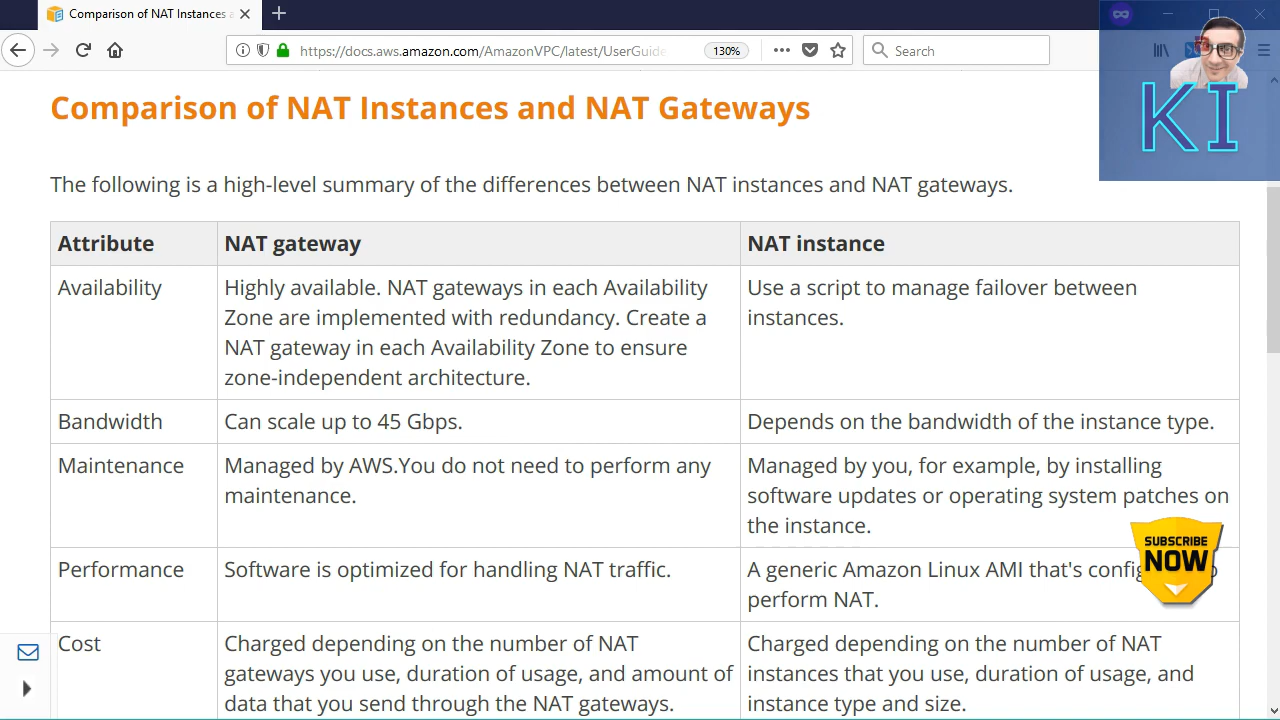 Comparison of NAT Instances a
https://docs.aws.amazon.com/AmazonVPC/latest/UserGuide
130%
Search
KI
Comparison of NAT Instances and NAT Gateways
The following is a high-level summary of the differences between NAT instances and NAT gateways.
Attribute NAT gateway NAT instance
Availability Highly available. NAT gateways in each Availability Use a script to manage failover between
Zone are implemented with redundancy. Create a instances.
NAT gateway in each Availability Zone to ensure
zone-independent architecture.
Bandwidth Can scale up to 45 Gbps. Depends on the bandwidth of the instance type.
Maintenance Managed by AWS.You do not need to perform any Managed by you, for example, by installing
maintenance. software updates or operating system patches on
the instance.
SUBSCRIBE
NOW
Performance Software is optimized for handling NAT traffic. A generic Amazon Linux AMI that's
perform NAT.
Cost Charged depending on the number of NAT Charged depending on the number of NAT
gateways you use, duration of usage, and amount of instances that you use, duration of usage, and
data that you send through the NAT gateways. instance type and size.